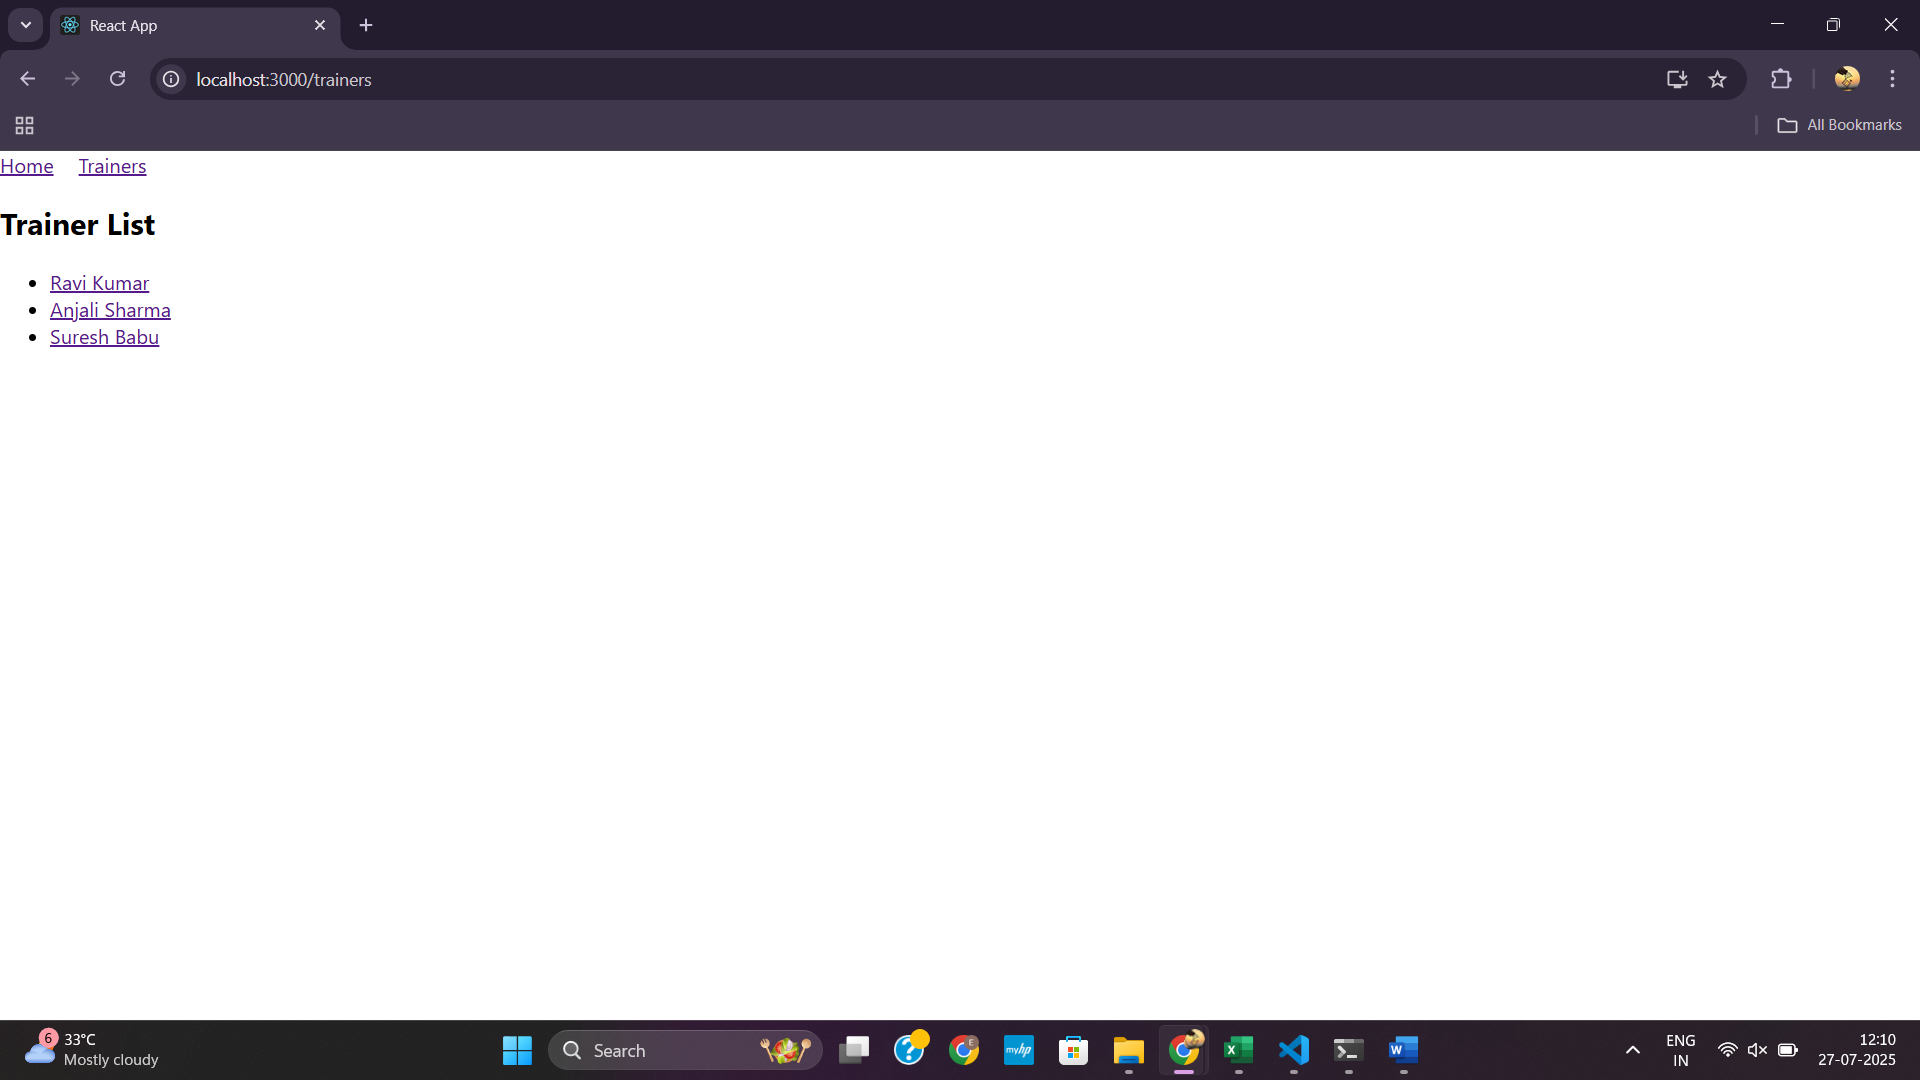 React App
localhost:3000/trainers
All Bookmarks
Home Trainers
Trainer List
Ravi Kumar
Anjali Sharma
Suresh Babu
6
33°C
Mostly cloudy
Search
E
myhp
X
W
ENG
IN
12:10
27-07-2025